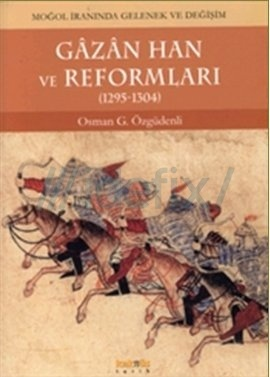 MOĞOL İRANINDA GELENEK VE DEĞİŞİM
GÂZÂN HAN
VE REFORMLARI
(1295-1304)
Osman G. Özgüdenli